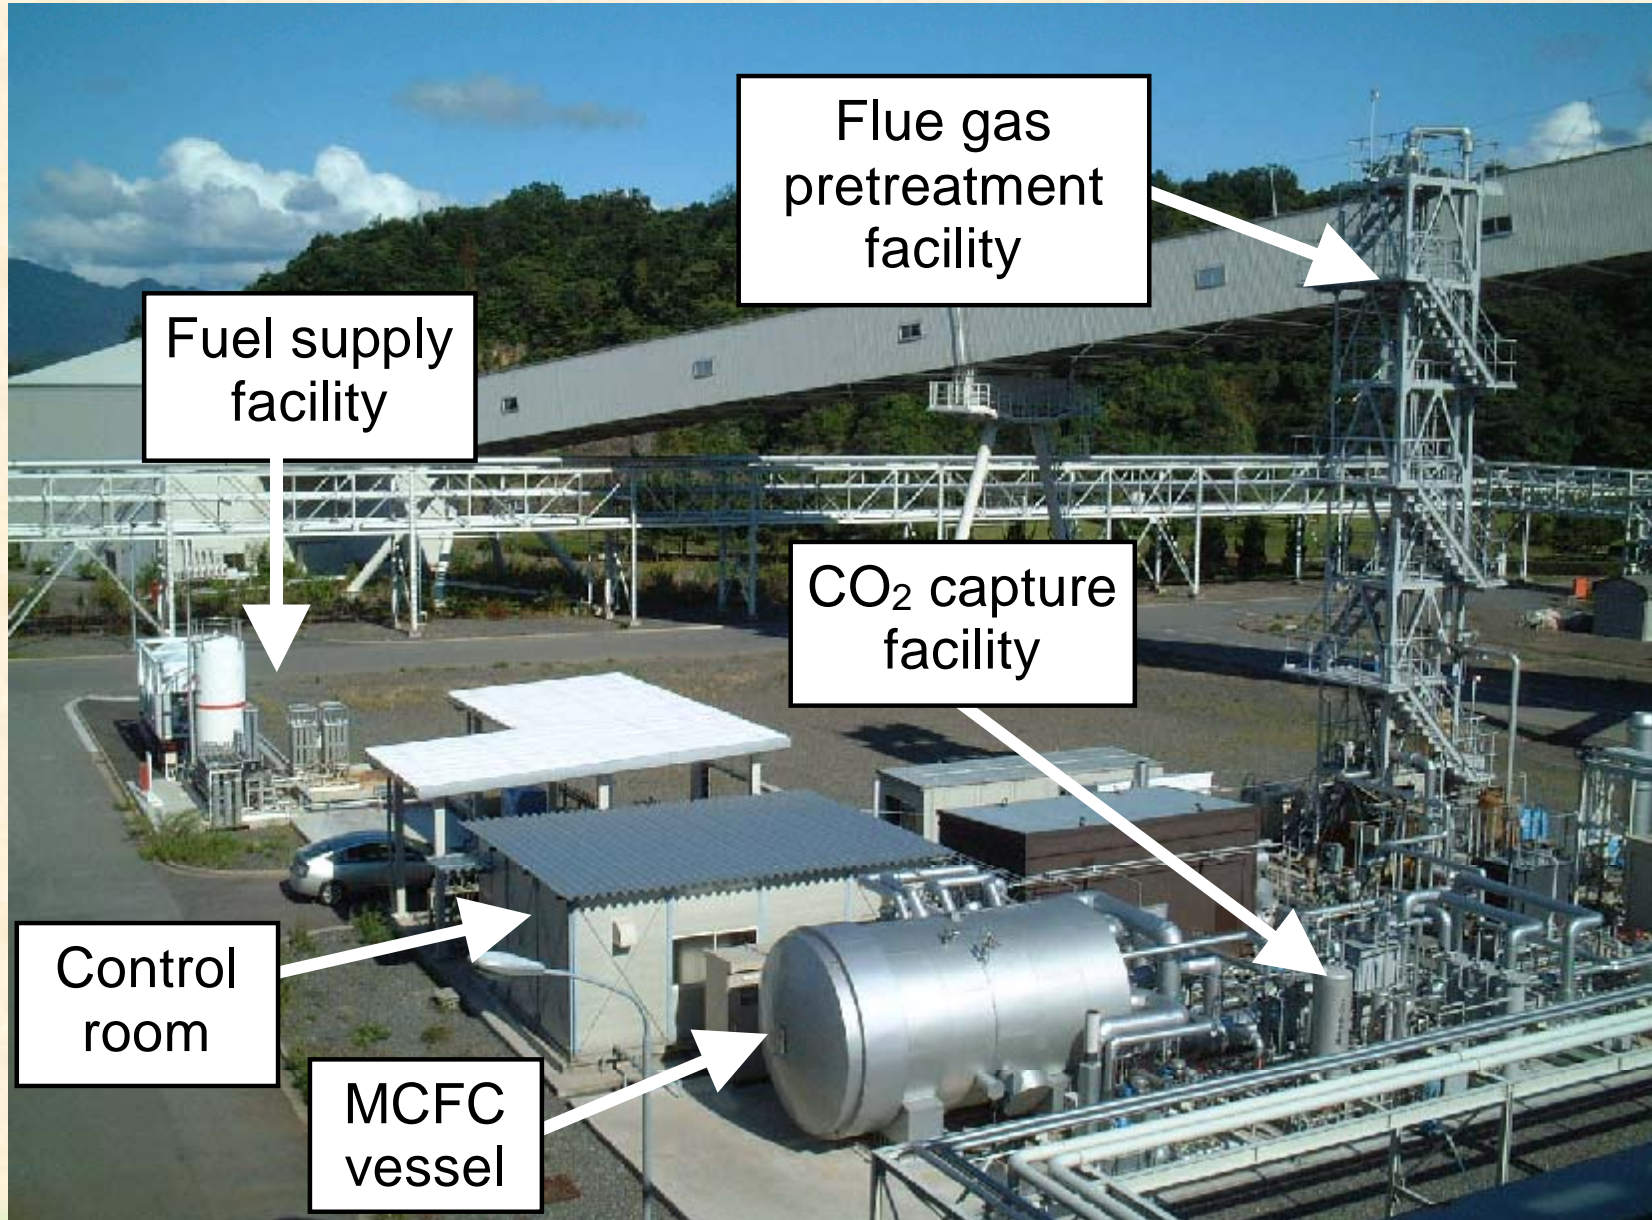 Flue gas
pretreatment
facility
Fuel supply
facility
CO₂ capture
facility
Control
room
MCFC
vessel